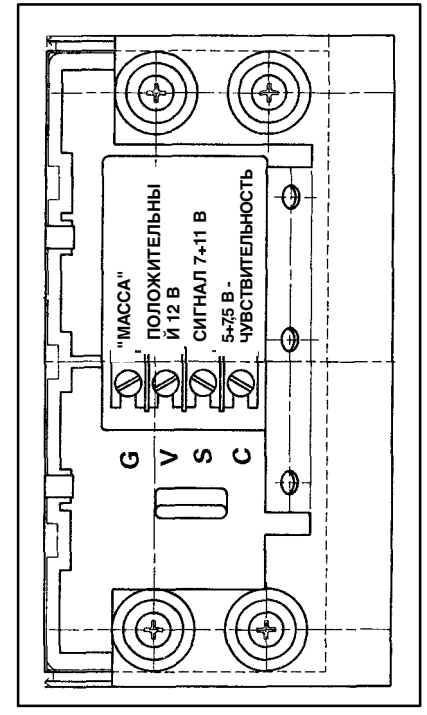 "МАССА"
ПОЛОЖИТЕЛЬНЫ
Й 12 В
СИГНАЛ 7+11 В
5+7,5 В -
ЧУВСТВИТЕЛЬНОСТЬ
G
V
S
C